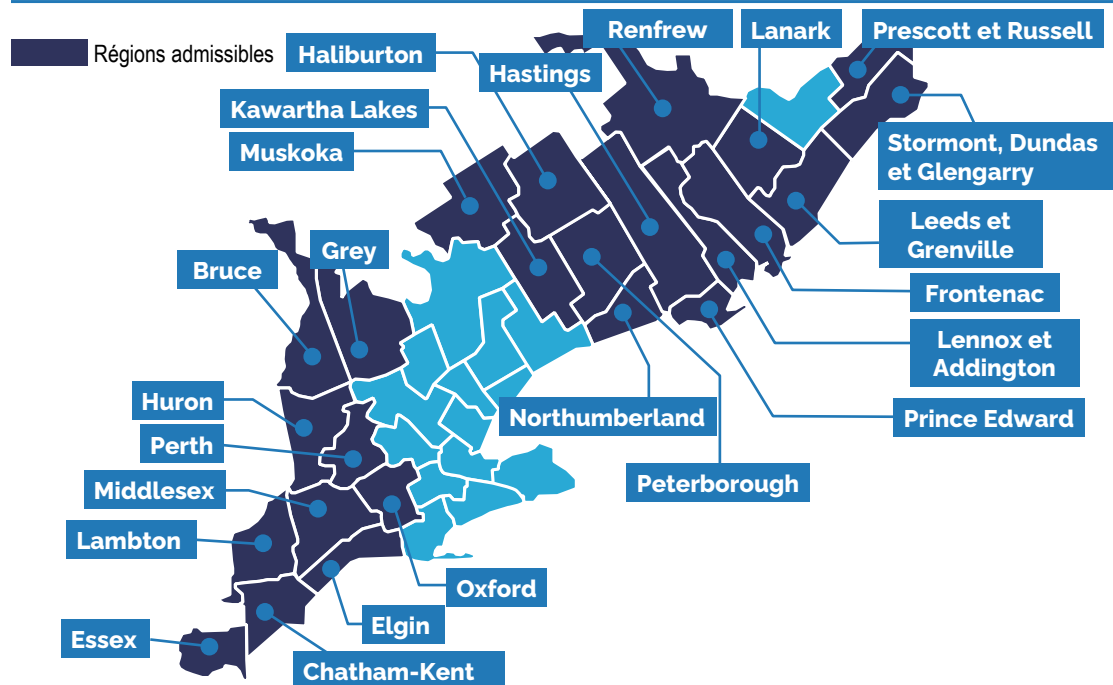 Régions admissibles
Haliburton
Renfrew
Lanark
Prescott et Russell
Hastings
Kawartha Lakes
Muskoka
Stormont, Dundas
et Glengarry
Leeds et
Grenville
Grey
Bruce
Frontenac
Lennox et
Addington
Huron
Northumberland
Prince Edward
Perth
Peterborough
Middlesex
Lambton
Oxford
Elgin
Essex
Chatham-Kent